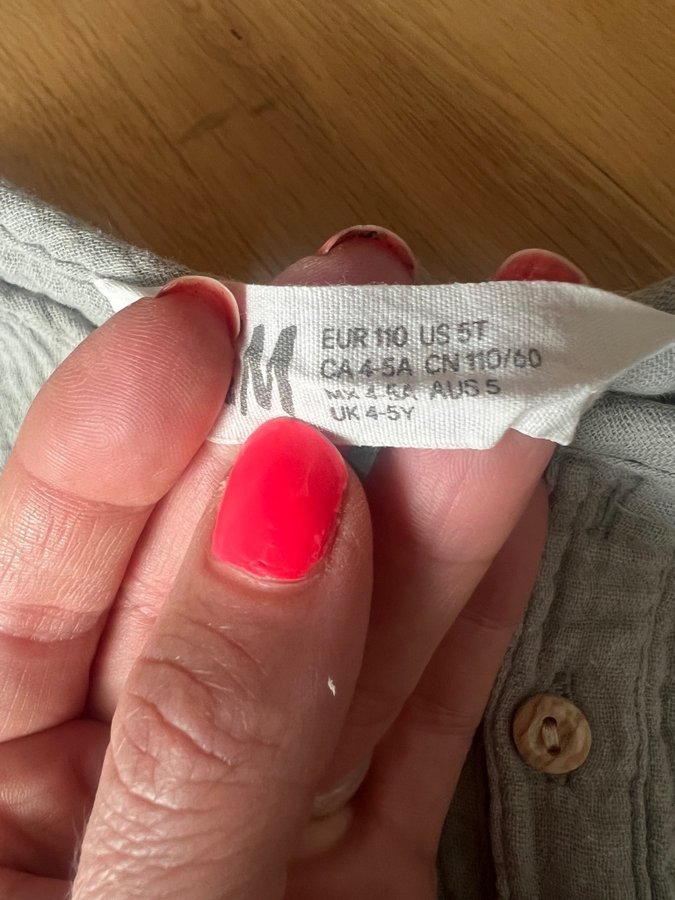 M
EUR 110 US 5T
CA 4-5A CN 110/60
MX 4-5A AUS 5
UK 4-5Y